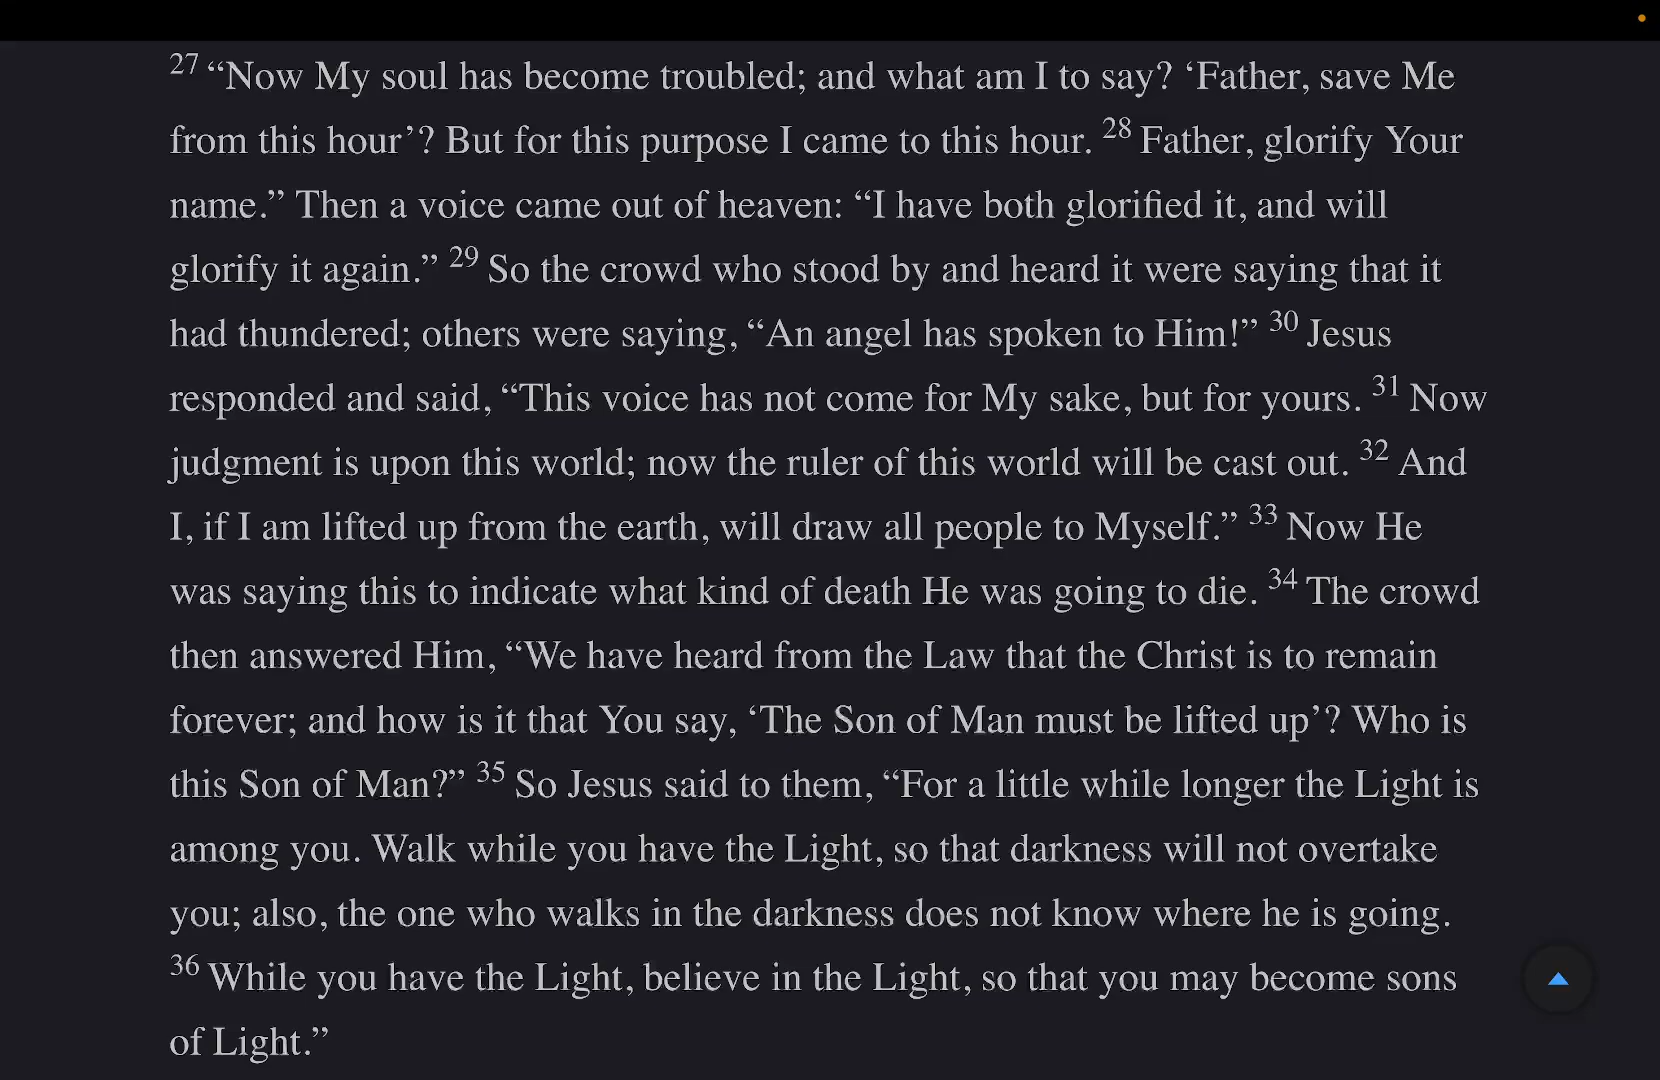 27 “Now My soul has become troubled; and what am I to say? ‘Father, save Me
from this hour’? But for this purpose I came to this hour. 28 Father, glorify Your
name.” Then a voice came out of heaven: “I have both glorified it, and will
glorify it again.” 29 So the crowd who stood by and heard it were saying that it
had thundered; others were saying, “An angel has spoken to Him!” 30 Jesus
responded and said, “This voice has not come for My sake, but for yours. 31 Now
judgment is upon this world; now the ruler of this world will be cast out. 32 And
I, if I am lifted up from the earth, will draw all people to Myself.” 33 Now He
was saying this to indicate what kind of death He was going to die. 34 The crowd
then answered Him, “We have heard from the Law that the Christ is to remain
forever; and how is it that You say, ‘The Son of Man must be lifted up’? Who is
this Son of Man?” 35 So Jesus said to them, “For a little while longer the Light is
among you. Walk while you have the Light, so that darkness will not overtake
you; also, the one who walks in the darkness does not know where he is going.
36 While you have the Light, believe in the Light, so that you may become sons
of Light.”